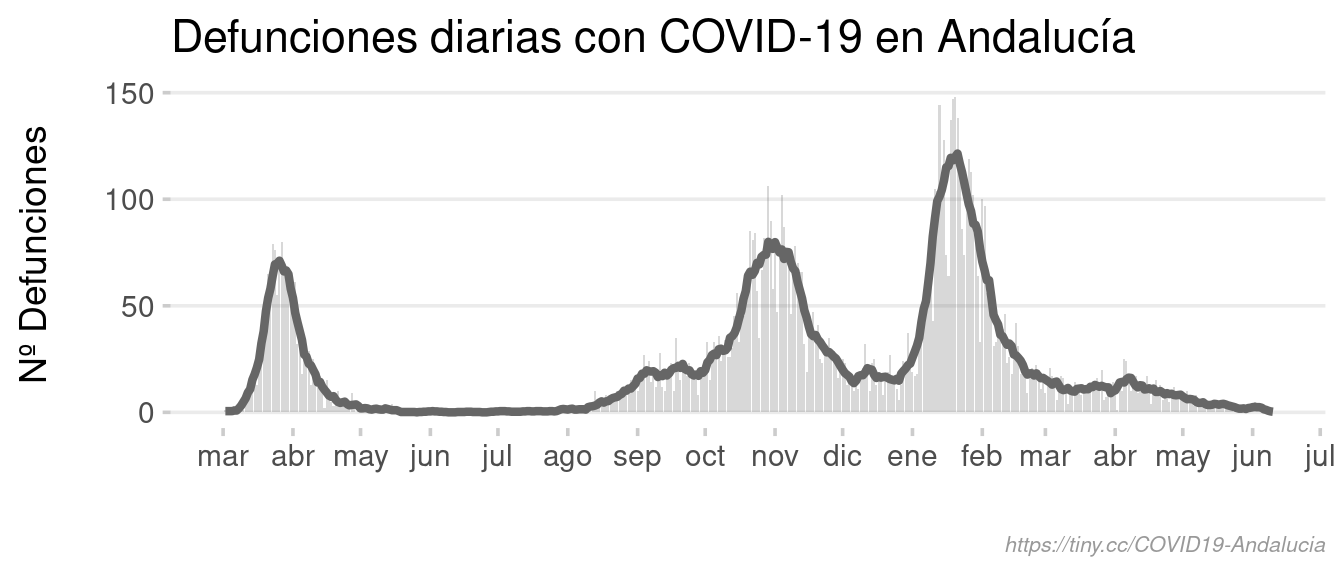 Defunciones diarias con COVID-19 en Andalucía
Nº Defunciones
150
100
50
0
mar abr may jun jul ago sep oct nov dic ene feb mar abr may jun jul
https://tiny.cc/COVID19-Andalucia